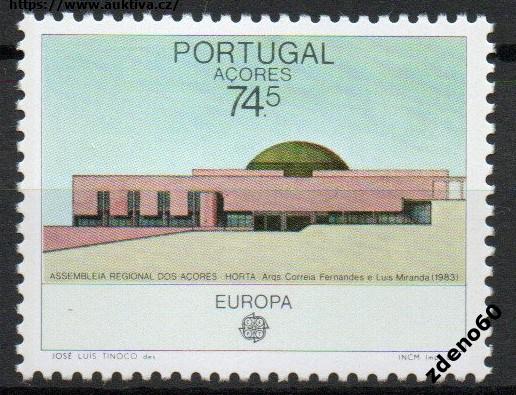 https://www.auktiva.cz/
PORTUGAL
AÇORES
74.5
ASSEMBLEIA REGIONAL DOS AÇORES HORTA Arqs. Correia Fernandes e Luis Miranda (1983)
EUROPA
JOSÉ LUIS TINOCO des.
INCM
zdeno60